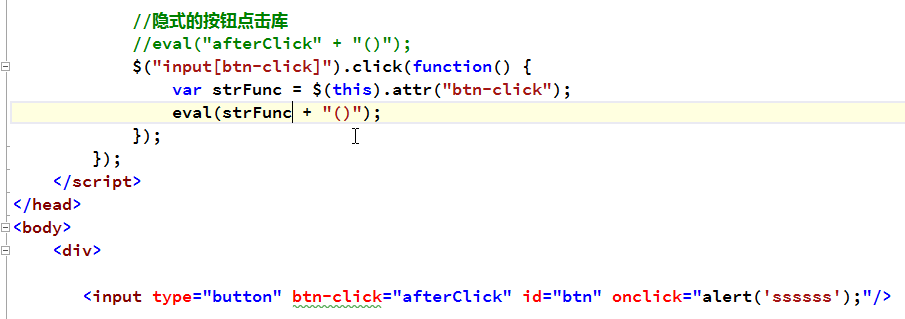 //隐式的按钮点击库
//eval("afterClick" + "()");
$("input[btn-click]").click(function() {
var strFunc = $(this).attr("btn-click");
eval(strFunc + "()");
});
});
</script>
</head>
<body>
<div>
<input type="button" btn-click="afterClick" id="btn" onclick="alert('ssssss');"/>